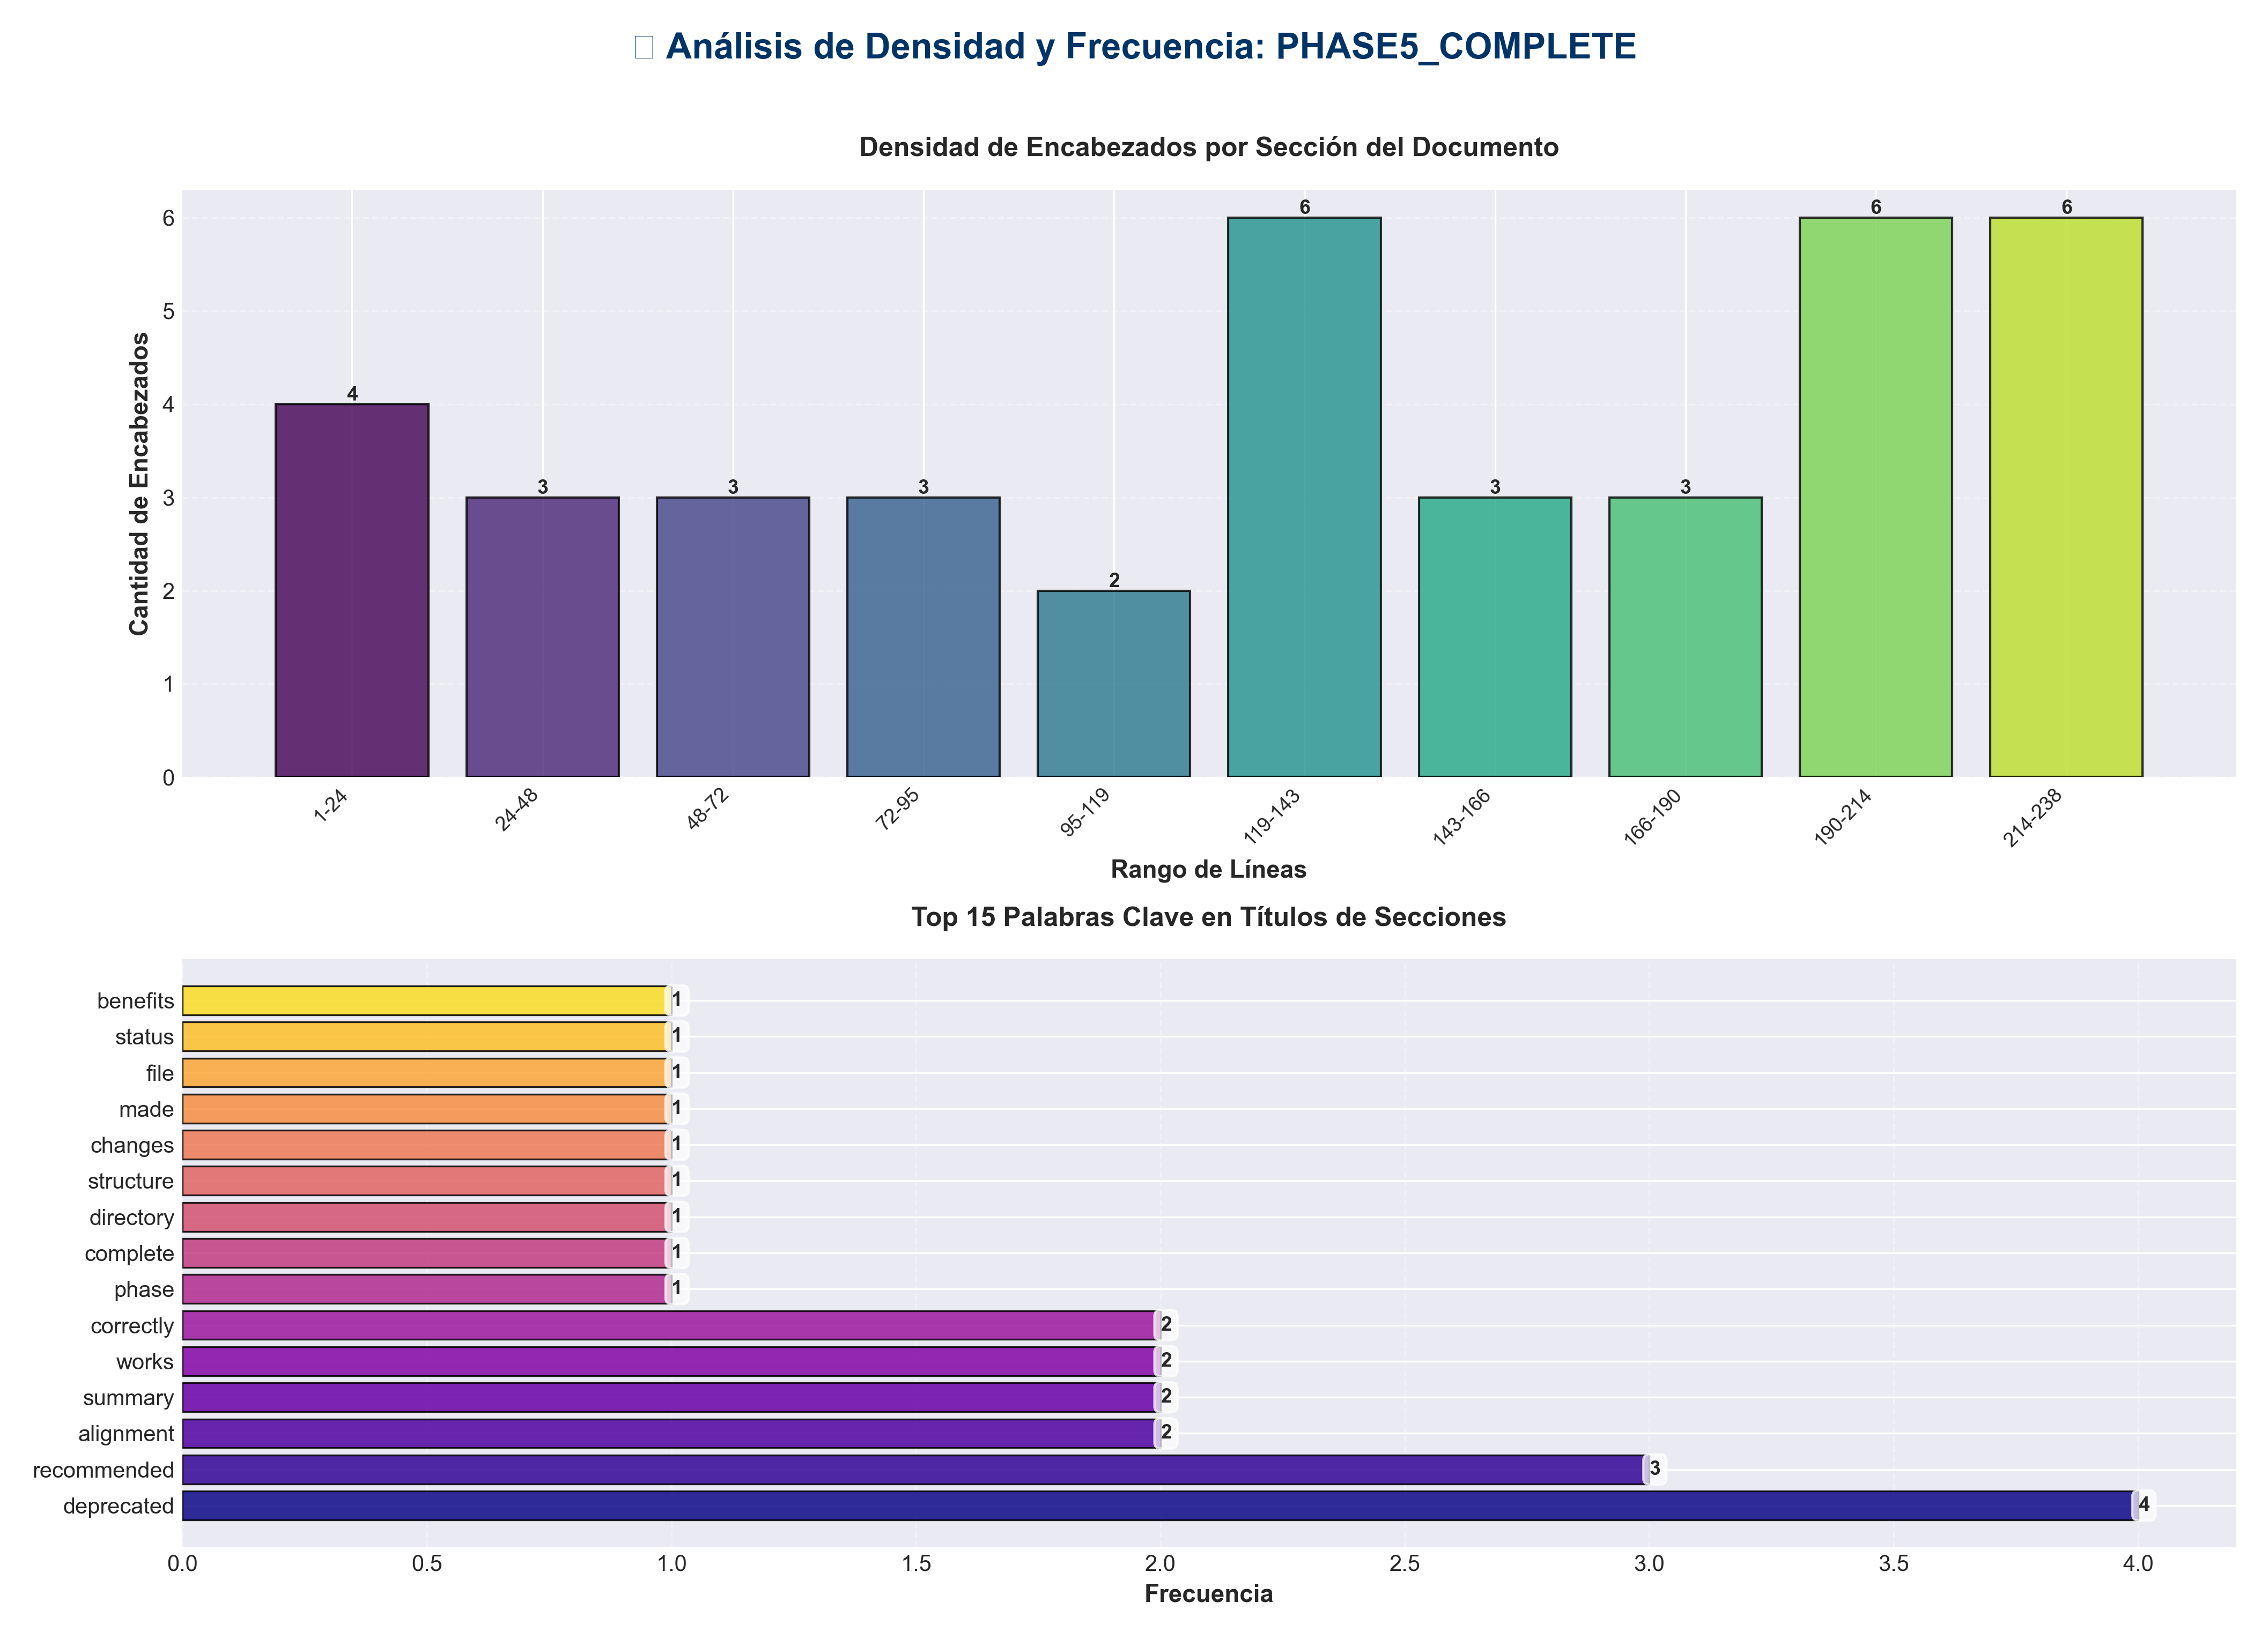 Análisis de Densidad y Frecuencia: PHASE5_COMPLETE
Densidad de Encabezados por Sección del Documento
Cantidad de Encabezados
6
5
4
3
2
1
0
4
3
3
3
2
6
3
3
6
6
1-24
24-48
48-72
72-95
95-119
119-143
143-166
166-190
190-214
214-238
Rango de Líneas
Top 15 Palabras Clave en Títulos de Secciones
benefits 1
status 1
file 1
made 1
changes 1
structure 1
directory 1
complete 1
phase 1
correctly 2
works 2
summary 2
alignment 2
recommended 3
deprecated 4
0.0 0.5 1.0 1.5 2.0 2.5 3.0 3.5 4.0
Frecuencia